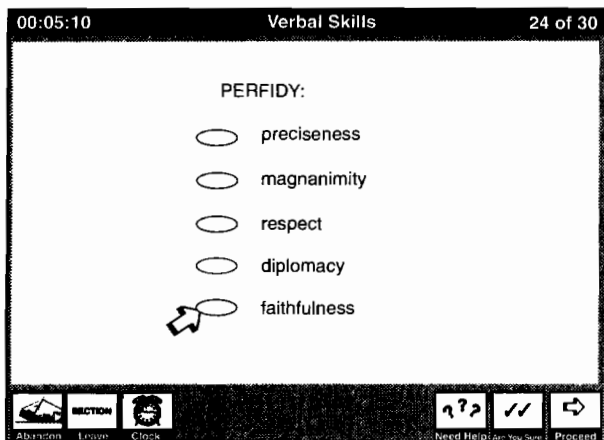 00:05:10 Verbal Skills 24 of 30
PERFIDY:
preciseness
magnanimity
respect
diplomacy
faithfulness
SECTION
???
Abandon Leave Clock Need Help Are You Sure Proceed